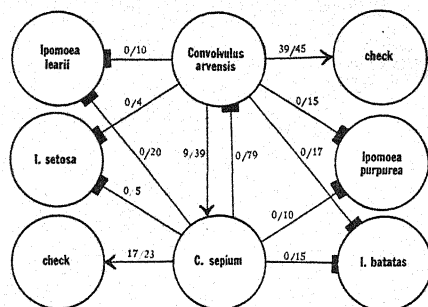 Ipomoea
learii
0/10
Convolvulus
arvensis
39/45
check
0/4
0/15
I. setosa
0/20
9/39
0/79
0/17
Ipomoea
purpurea
0/5
0/10
check
17/23
C. sepium
0/15
I. batatas